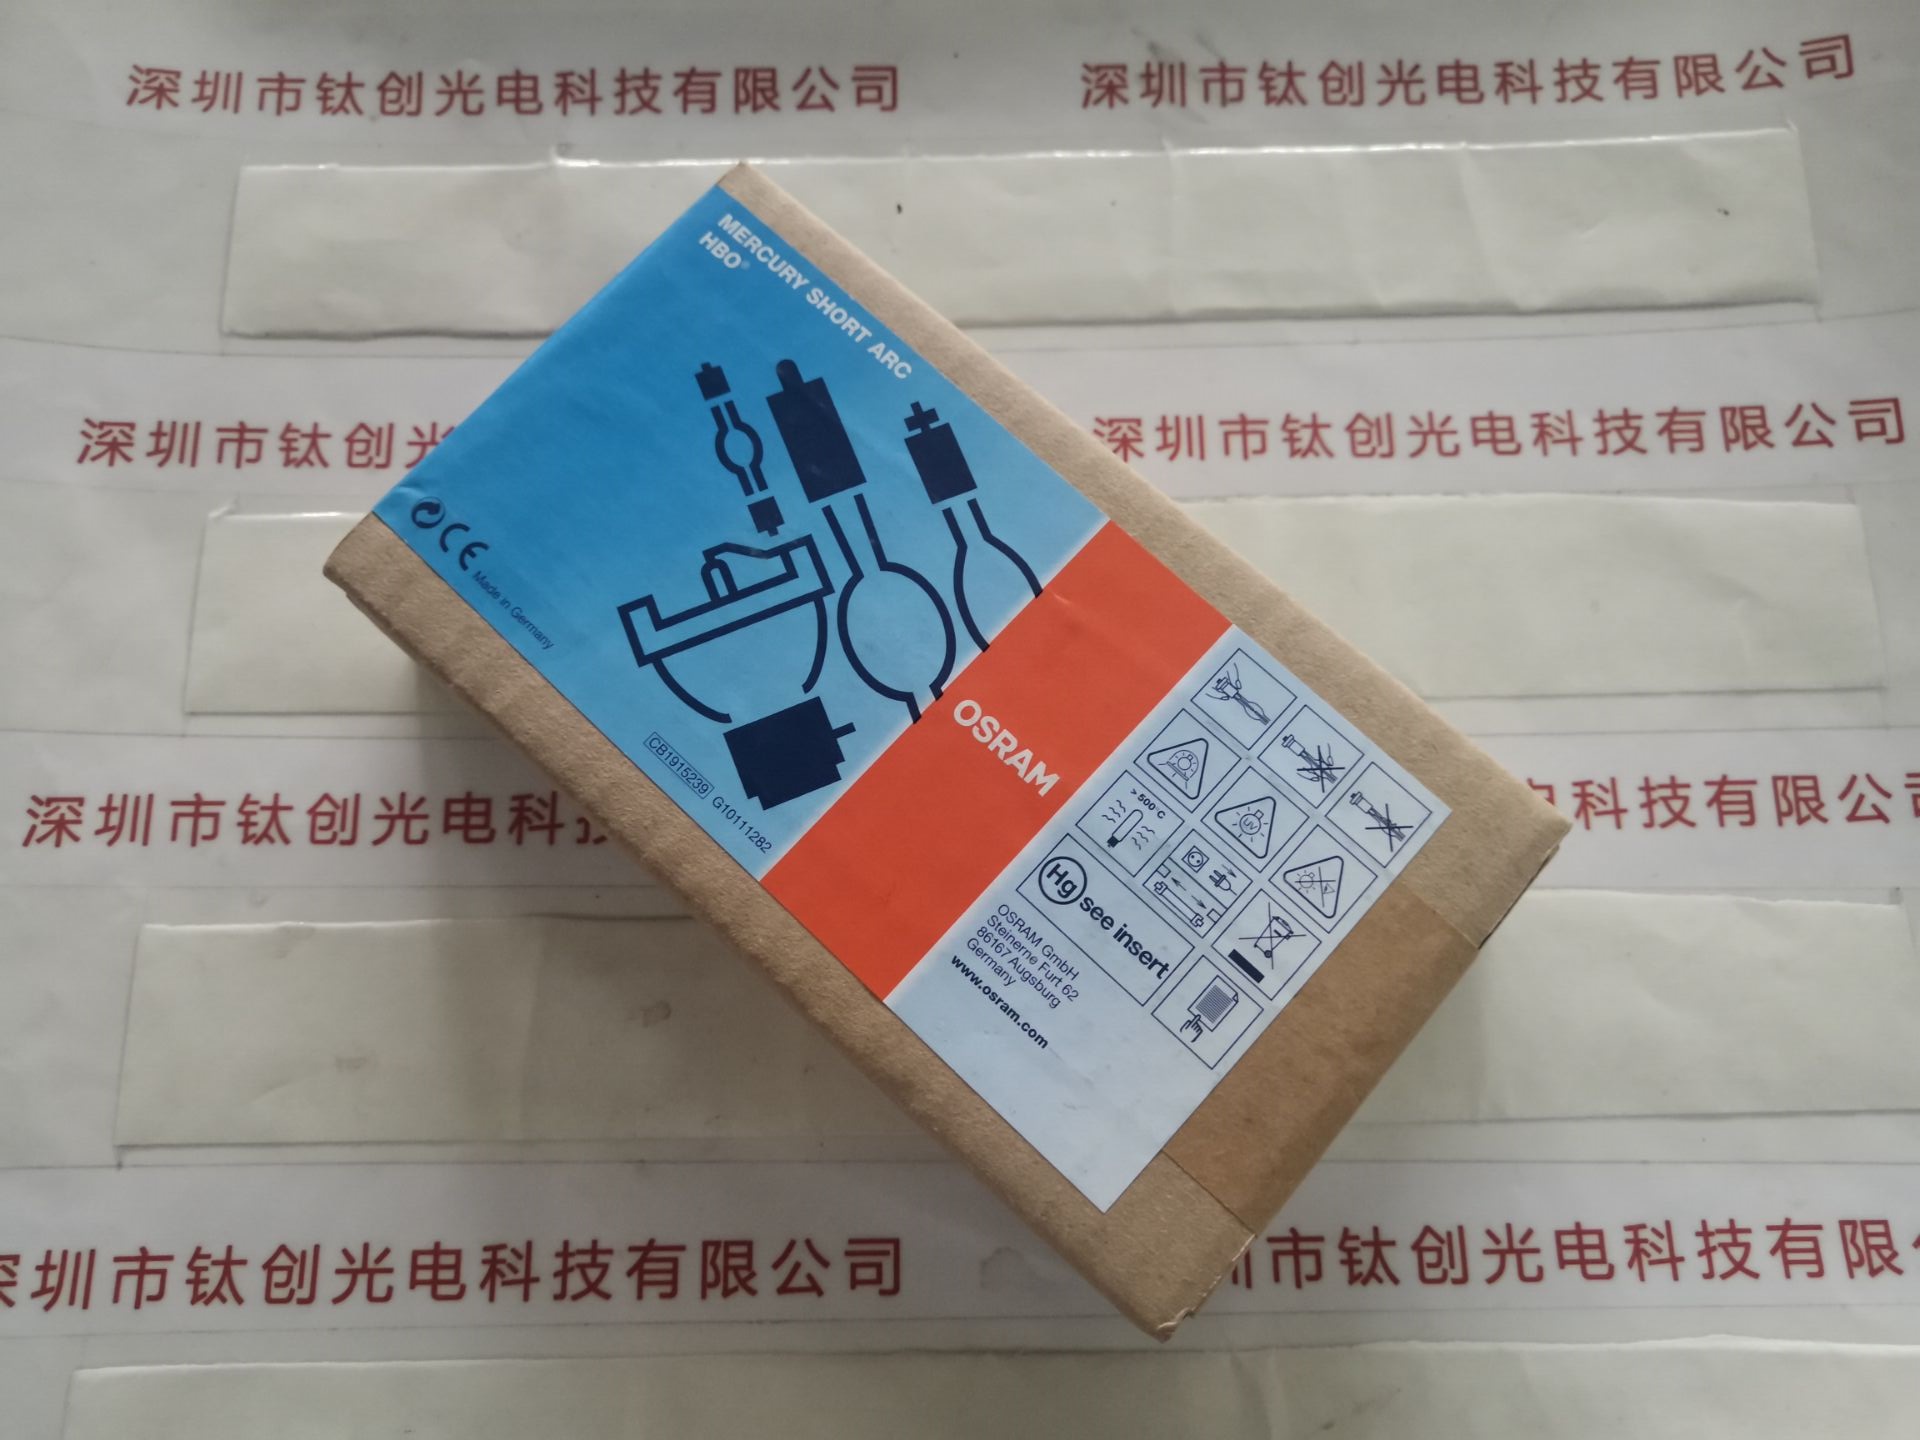 深圳市钛创光电科技有限公司
深圳市钛创光电科技有限公司
MERCURY SHORT ARC
HBO®
深圳市钛创光
深圳市钛创光电科技有限公司
CE
Made in Germany
OSRAM
CB1915239 G10111282
> 500°C
UV
Hg see insert
OSRAM GmbH
Steinerne Furt 62
86167 Augsburg
Germany
www.osram.com
深圳市钛创光电科
电科技有限公
深圳市钛创光电科技有限公司
圳市钛创光电科技有限